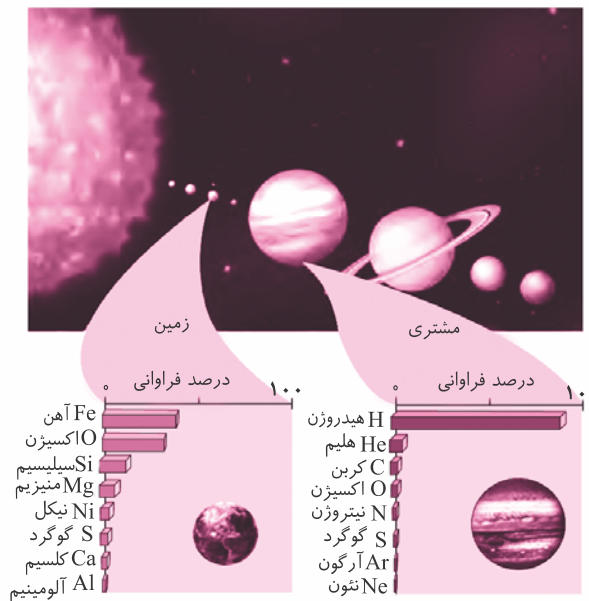 زمین
مشتری
درصد فراوانی
۰
۱۰۰
Fe آهن
O اکسیژن
Si سیلیسیم
Mg منیزیم
Ni نیکل
S گوگرد
Ca کلسیم
Al آلومینیم
درصد فراوانی
۰
۱۰
H هیدروژن
He هلیم
C کربن
O اکسیژن
N نیتروژن
S گوگرد
Ar آرگون
Ne نئون